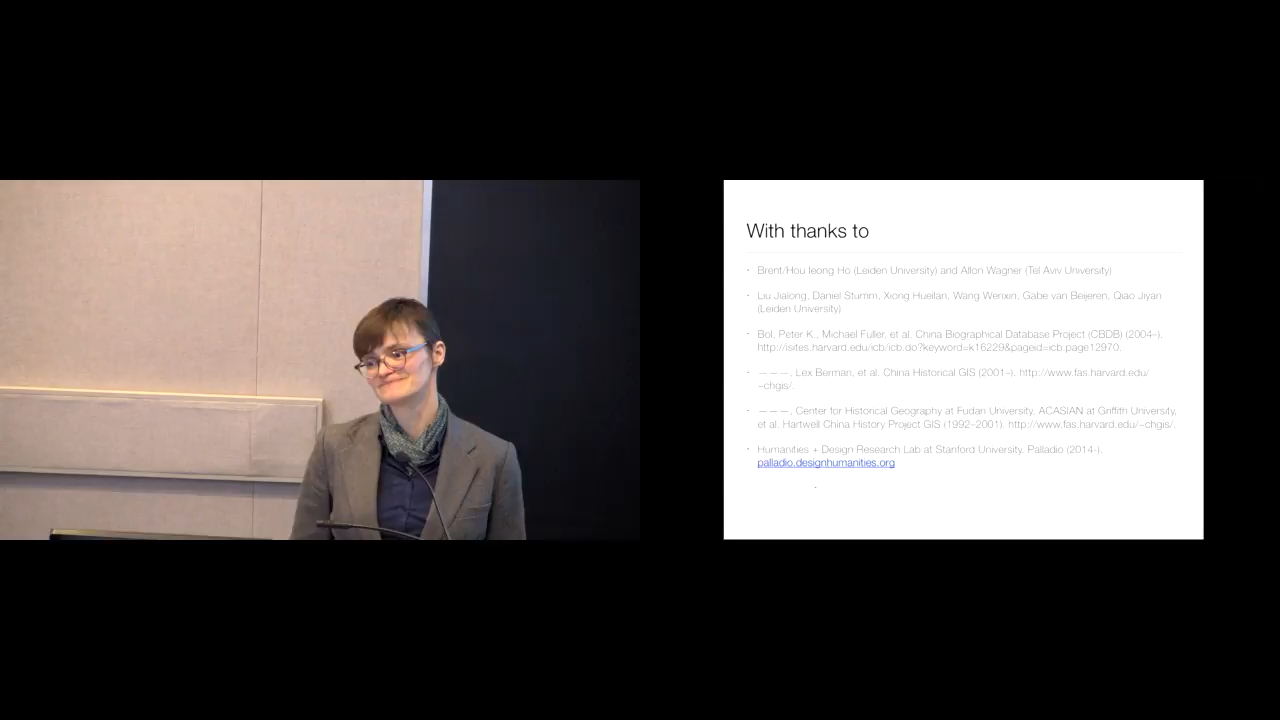 With thanks to
• Brent/Hou Ieong Ho (Leiden University) and Allon Wagner (Tel Aviv University)
• Liu Jialong, Daniel Stumm, Xiong Hueilan, Wang Wenxin, Gabe van Beijeren, Qiao Jiyan
(Leiden University)
• Bol, Peter K., Michael Fuller, et al. China Biographical Database Project (CBDB) (2004–).
http://isites.harvard.edu/icb/icb.do?keyword=k16229&pageid=icb.page12970.
• ———, Lex Berman, et al. China Historical GIS (2001–). http://www.fas.harvard.edu/
~chgis/.
• ———, Center for Historical Geography at Fudan University, ACASIAN at Griffith University,
et al. Hartwell China History Project GIS (1992–2001). http://www.fas.harvard.edu/~chgis/.
• Humanities + Design Research Lab at Stanford University. Palladio (2014-).
palladio.designhumanities.org